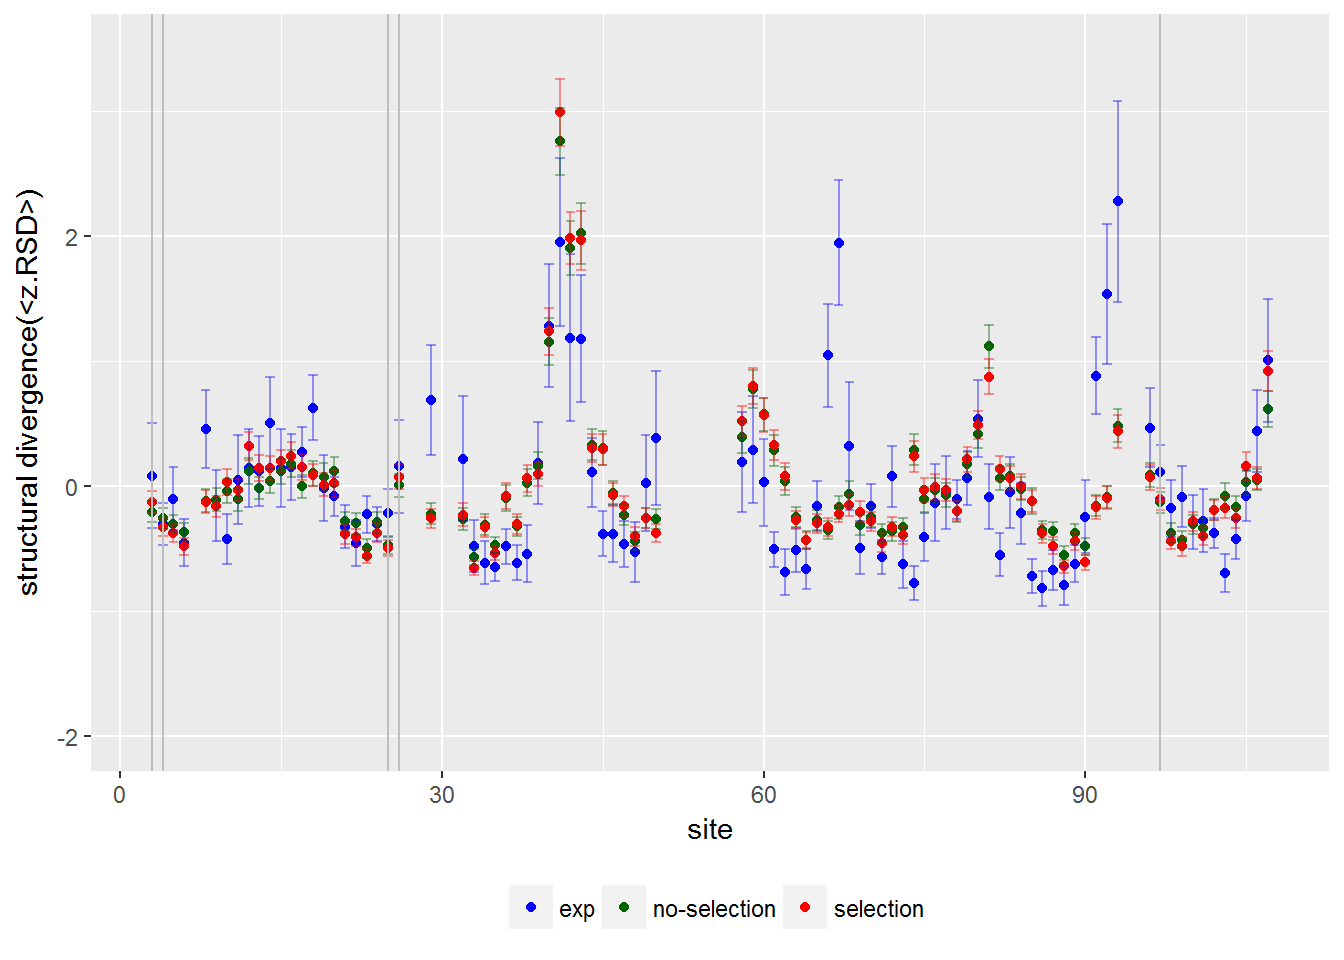 structural divergence(<z.RSD>)
2
0
-2
0
30
60
90
site
exp
no-selection
selection